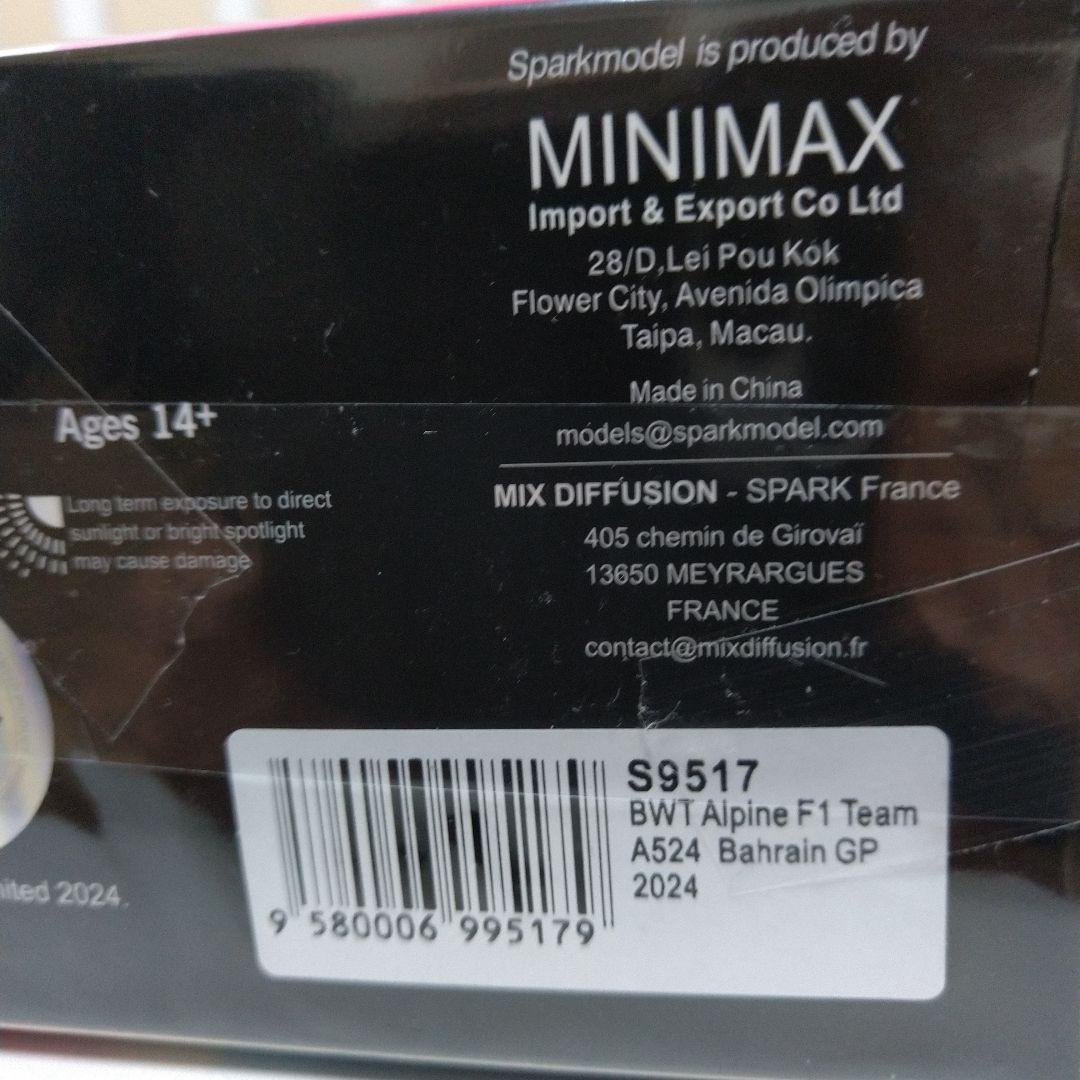 Sparkmodel is produced by
MINIMAX
Import & Export Co Ltd
28/D,Lei Pou Kok
Flower City, Avenida Olimpica
Taipa, Macau.
Made in China
models@sparkmodel.com
MIX DIFFUSION - SPARK France
405 chemin de Girovaï
13650 MEYRARGUES
FRANCE
contact@mixdiffusion.fr
Ages 14+
Long term exposure to direct
sunlight or bright spotlight
may cause damage
2024.
S9517
BWT Alpine F1 Team
A524 Bahrain GP
2024
9 580006 995179